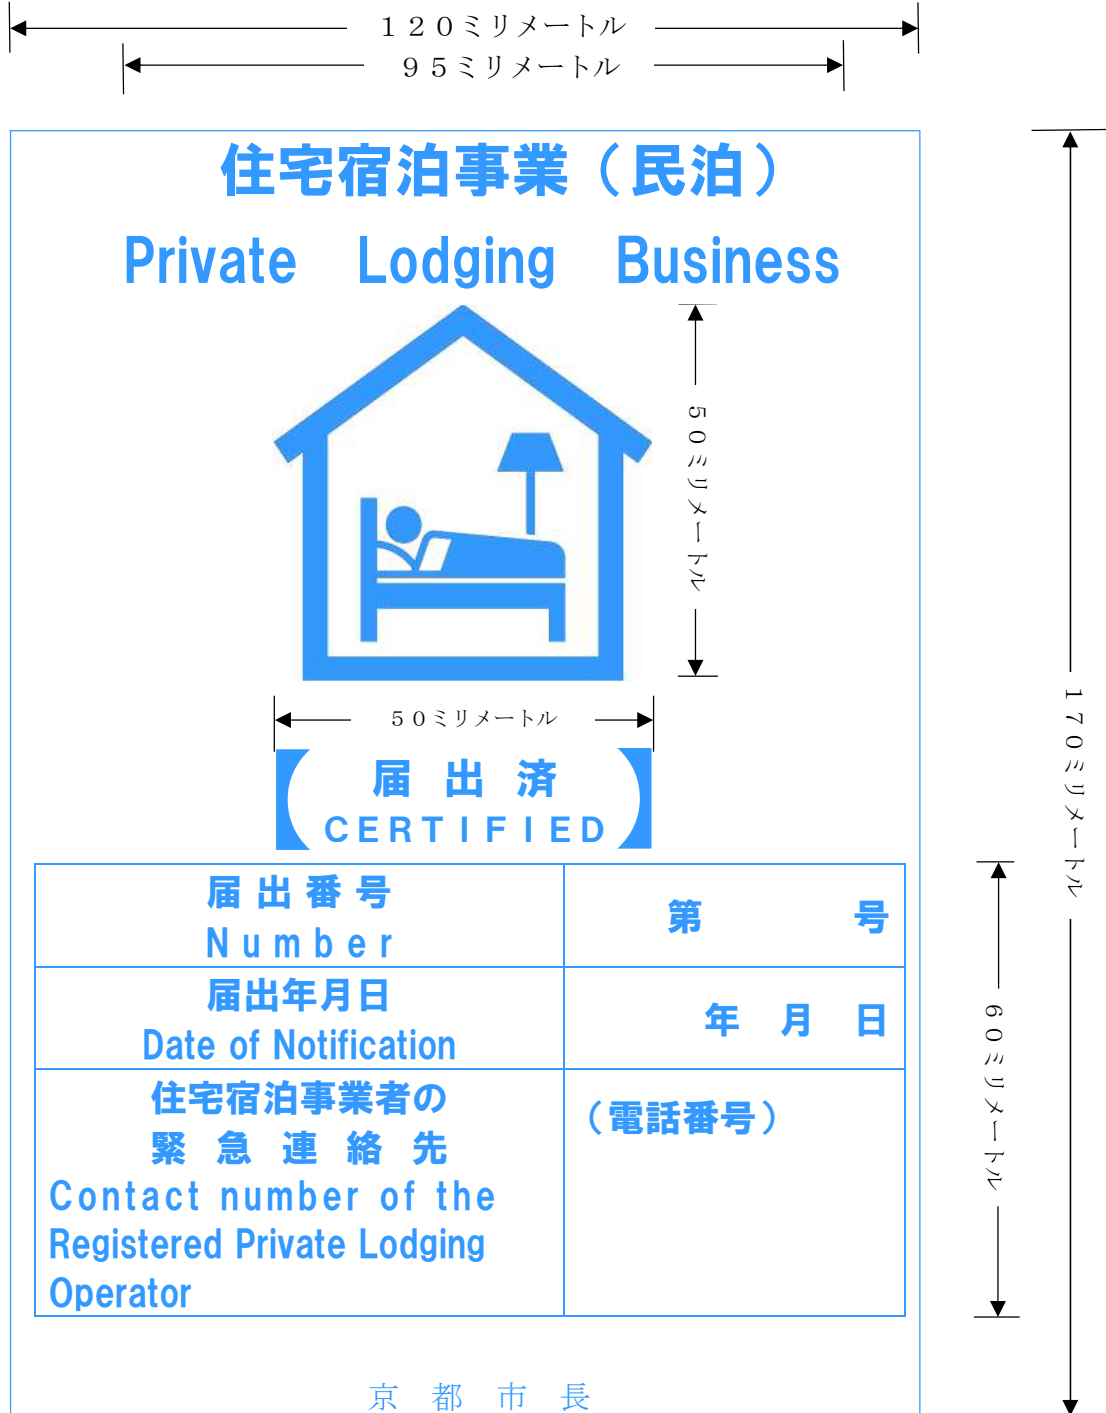 １２０ミリメートル
９５ミリメートル
住宅宿泊事業（民泊）
Private Lodging Business
５０ミリメートル
５０ミリメートル
届出済
ＣＥＲＴＩＦＩＥＤ
届出番号
Number
第　　　号
届出年月日
Date of Notification
年　月　日
住宅宿泊事業者の
緊急連絡先
Contact number of the
Registered Private Lodging
Operator
（電話番号）
京都市長
６０ミリメートル
１７０ミリメートル